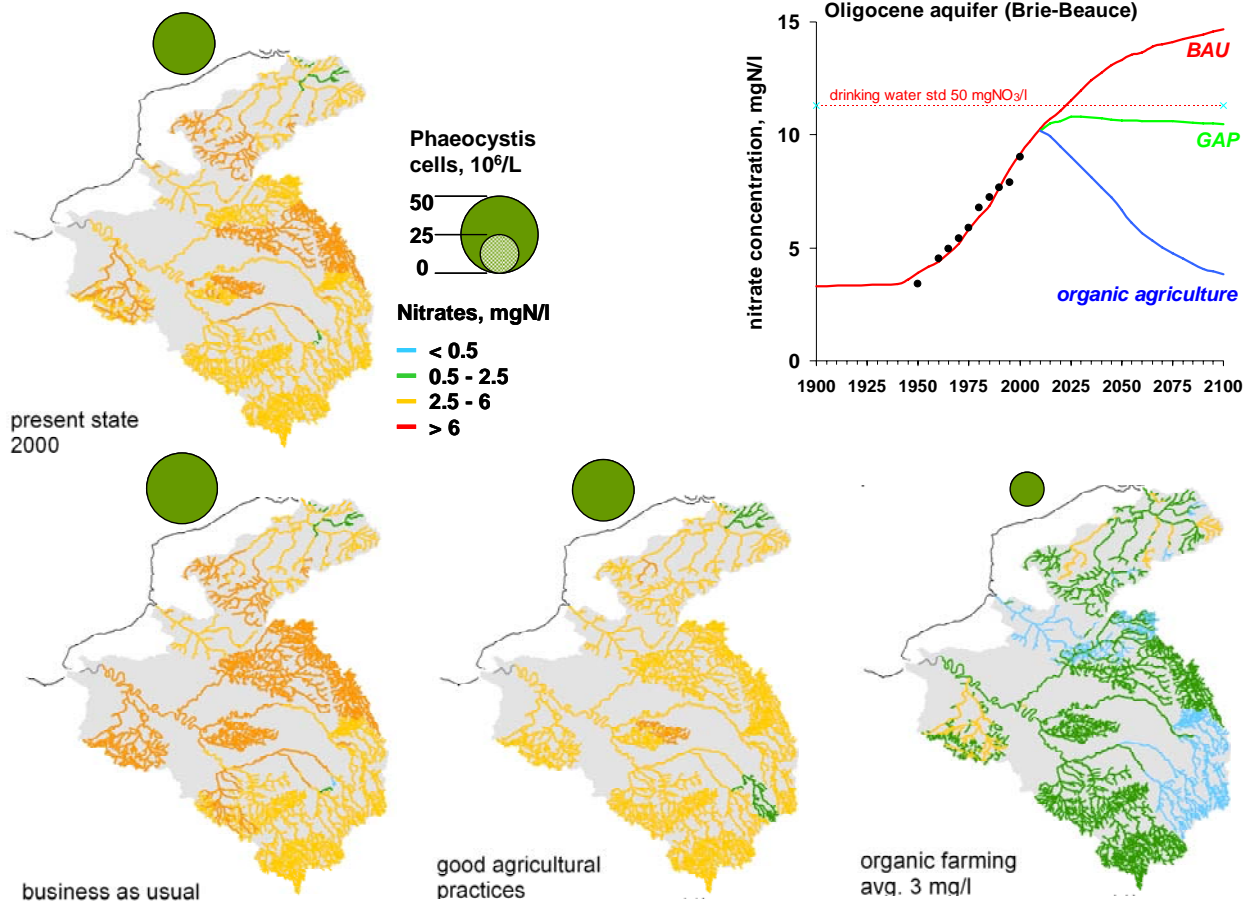 Oligocene aquifer (Brie-Beauce)
15
10
5
0
nitrate concentration, mgN/l
BAU
drinking water std 50 mgNO3/l
GAP
organic agriculture
1900 1925 1950 1975 2000 2025 2050 2075 2100
Phaeocystis
cells, 10⁶/L
50
25
0
Nitrates, mgN/l
< 0.5
0.5 - 2.5
2.5 - 6
> 6
present state
2000
business as usual
good agricultural
practices
organic farming
avg. 3 mg/l